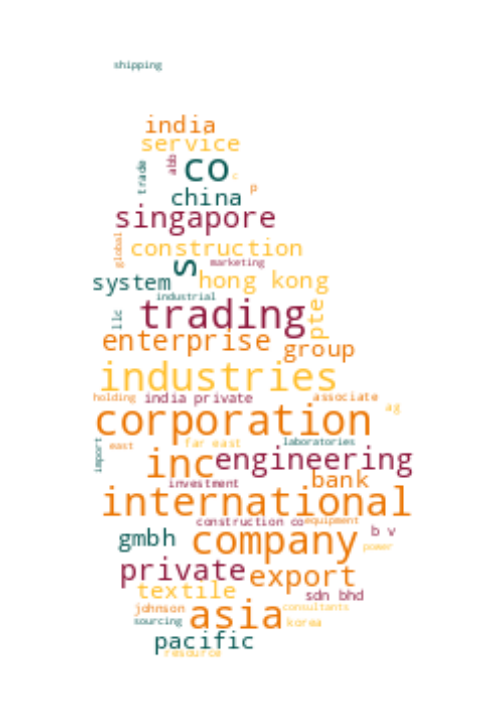 shipping
india
service
trade
abb
co
c
p
china
singapore
global
construction
s
marketing
system
hong kong
industrial
llc
trading
pte
enterprise
group
industries
holding
india private
associate
ag
corporation
import
east
far east
laboratories
inc
engineering
investment
bank
international
construction co
equipment
b v
gmbh
company
power
private
export
textile
sdn bhd
johnson
asia
consultants
sourcing
korea
pacific
resource